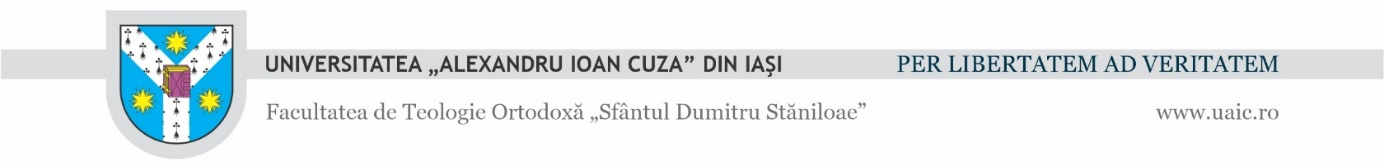 UNIVERSITATEA „ALEXANDRU IOAN CUZA” DIN IAŞI PER LIBERTATEM AD VERITATEM
Facultatea de Teologie Ortodoxă „Sfântul Dumitru Stăniloae” www.uaic.ro